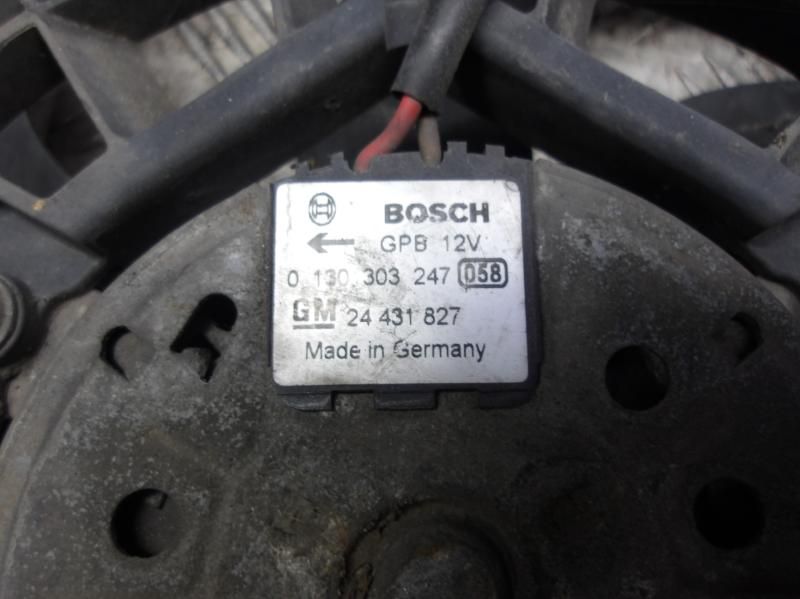 BOSCH
GPB 12V
0 130 303 247 058
GM 24 431 827
Made in Germany